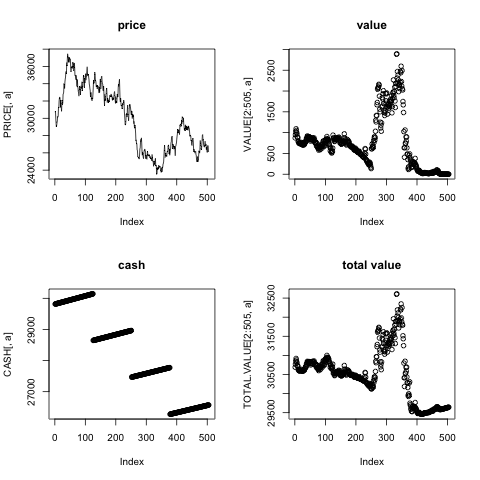 price
PRICE[, a]
24000 30000 36000
0 100 200 300 400 500
Index
value
VALUE[2:505, a]
0 500 1500 2500
0 100 200 300 400 500
Index
cash
CASH[, a]
27000 29000
0 100 200 300 400 500
Index
total value
TOTAL.VALUE[2:505, a]
29500 30500 31500 32500
0 100 200 300 400 500
Index